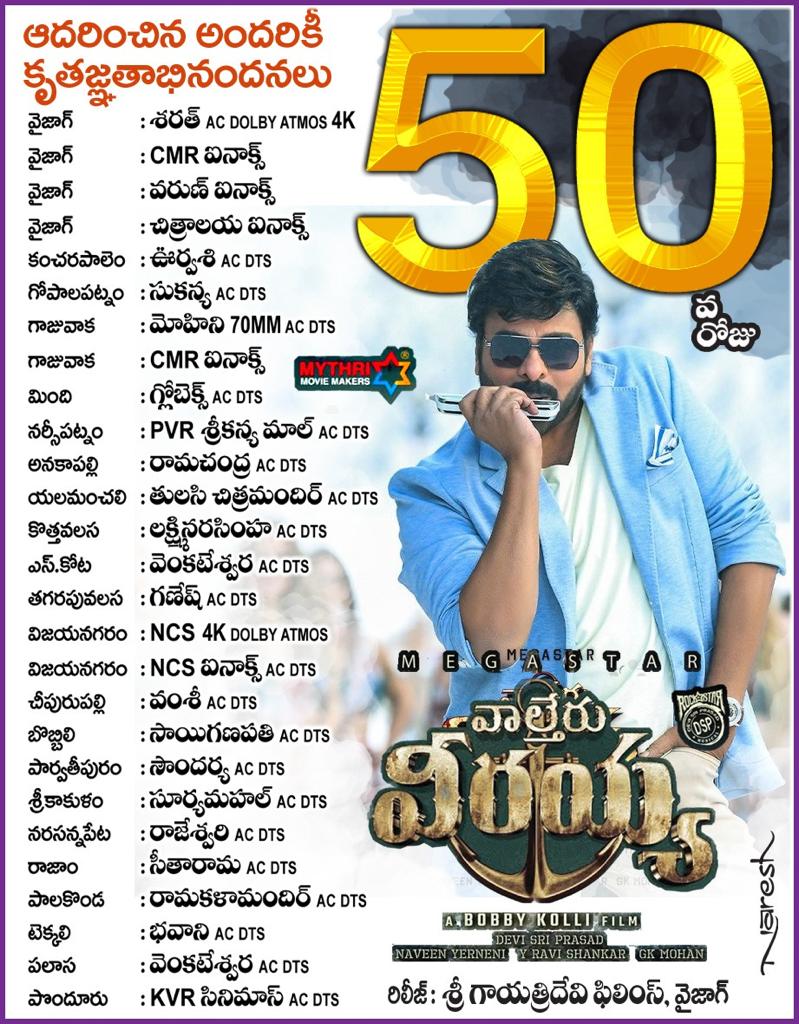 ఆదరించిన అందరికీ
కృతజ్ఞతాభినందనలు
50
వ
రోజు
వైజాగ్ : శరత్ AC DOLBY ATMOS 4K
వైజాగ్ : CMR ఐనాక్స్
వైజాగ్ : వరుణ్ ఐనాక్స్
వైజాగ్ : చిత్రాలయ ఐనాక్స్
కంచరపాలెం : ఊర్వశి AC DTS
గోపాలపట్నం : సుకన్య AC DTS
గాజువాక : మోహిని 70MM AC DTS
గాజువాక : CMR ఐనాక్స్
మింది : గ్లోబెక్స్ AC DTS
నర్సీపట్నం : PVR శ్రీకన్య మాల్ AC DTS
అనకాపల్లి : రామచంద్ర AC DTS
యలమంచలి : తులసి చిత్రమందిర్ AC DTS
కొత్తవలస : లక్ష్మినరసింహ AC DTS
ఎస్.కోట : వెంకటేశ్వర AC DTS
తగరపువలస : గణేష్ AC DTS
విజయనగరం : NCS 4K DOLBY ATMOS
విజయనగరం : NCS ఐనాక్స్ AC DTS
చీపురుపల్లి : వంశీ AC DTS
బొబ్బిలి : సాయిగణపతి AC DTS
పార్వతీపురం : సౌందర్య AC DTS
శ్రీకాకుళం : సూర్యమహల్ AC DTS
నరసన్నపేట : రాజేశ్వరి AC DTS
రాజాం : సీతారామ AC DTS
పాలకొండ : రామకళామందిర్ AC DTS
టెక్కలి : భవాని AC DTS
పలాస : వెంకటేశ్వర AC DTS
పొందూరు : KVR సినిమాస్ AC DTS
MYTHRI
MOVIE MAKERS
MEGASTAR
MEGASTAR
వాల్తేరు
వీరయ్య
ROCKSTAR
DSP
A BOBBY KOLLI FILM
DEVI SRI PRASAD
NAVEEN YERNENI Y RAVI SHANKAR GK MOHAN
రిలీజ్ : శ్రీ గాయత్రిదేవి ఫిలింస్, వైజాగ్
Naresh